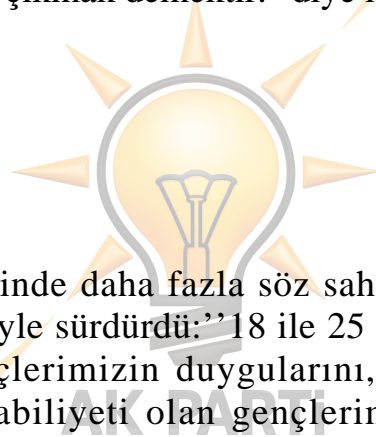 çıkmak demektir." diye
inde daha fazla söz sah
yle sürdürdü:''18 ile 25
çlerimizin duygularını,
abiliyeti olan gençlerin
AK PARTİ